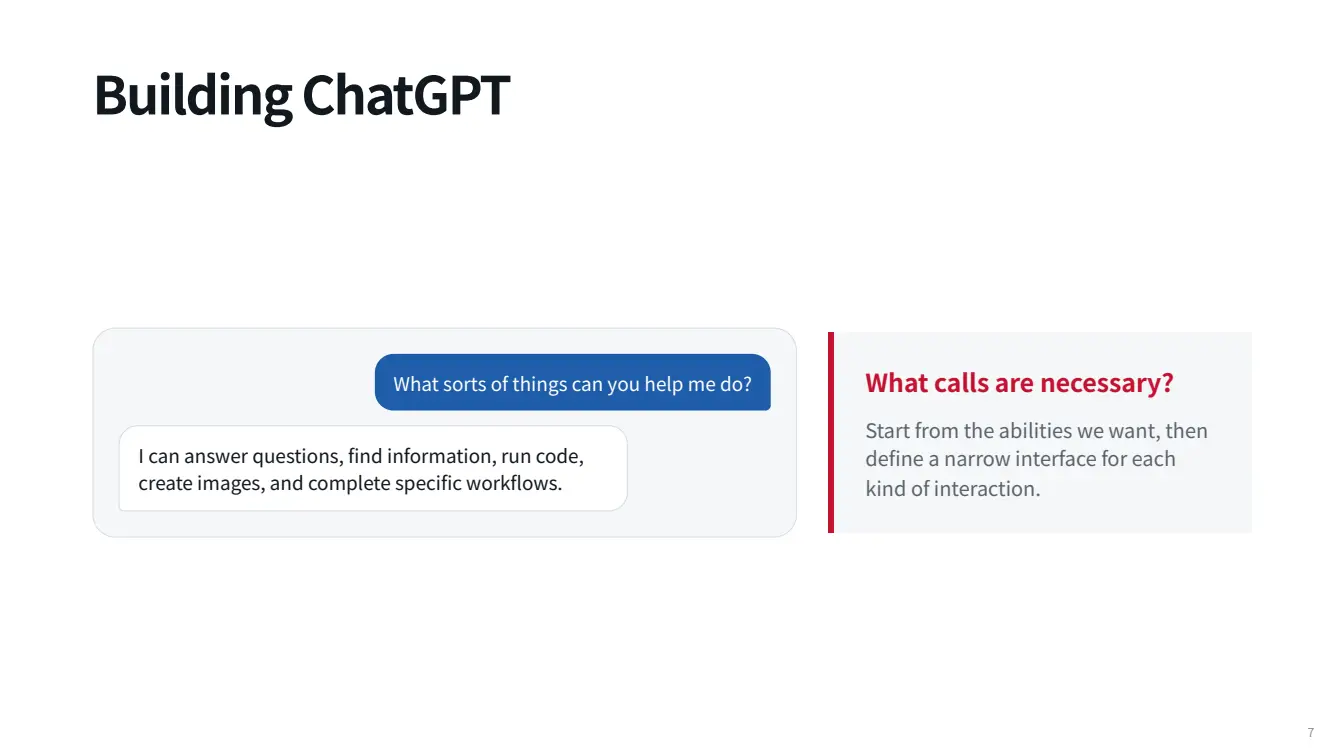 Building ChatGPT
What sorts of things can you help me do?
I can answer questions, find information, run code,
create images, and complete specific workflows.
What calls are necessary?
Start from the abilities we want, then
define a narrow interface for each
kind of interaction.
7